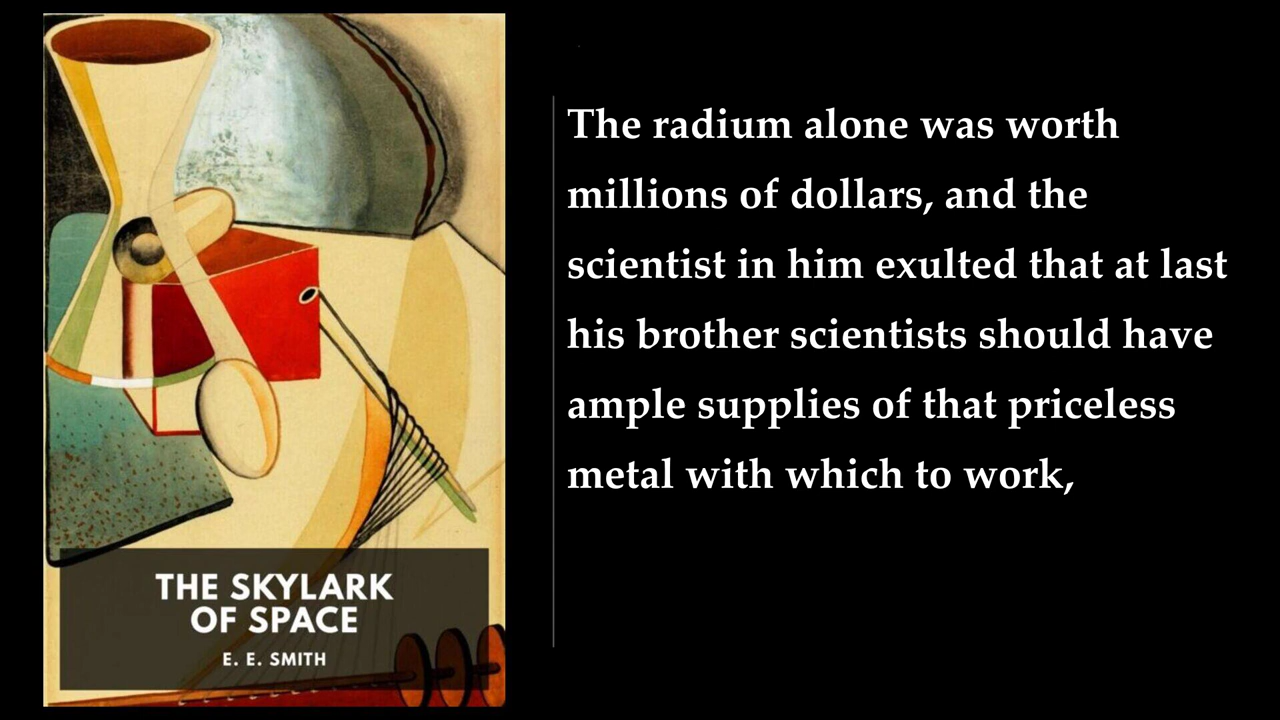 THE SKYLARK
OF SPACE
E. E. SMITH
The radium alone was worth
millions of dollars, and the
scientist in him exulted that at last
his brother scientists should have
ample supplies of that priceless
metal with which to work,